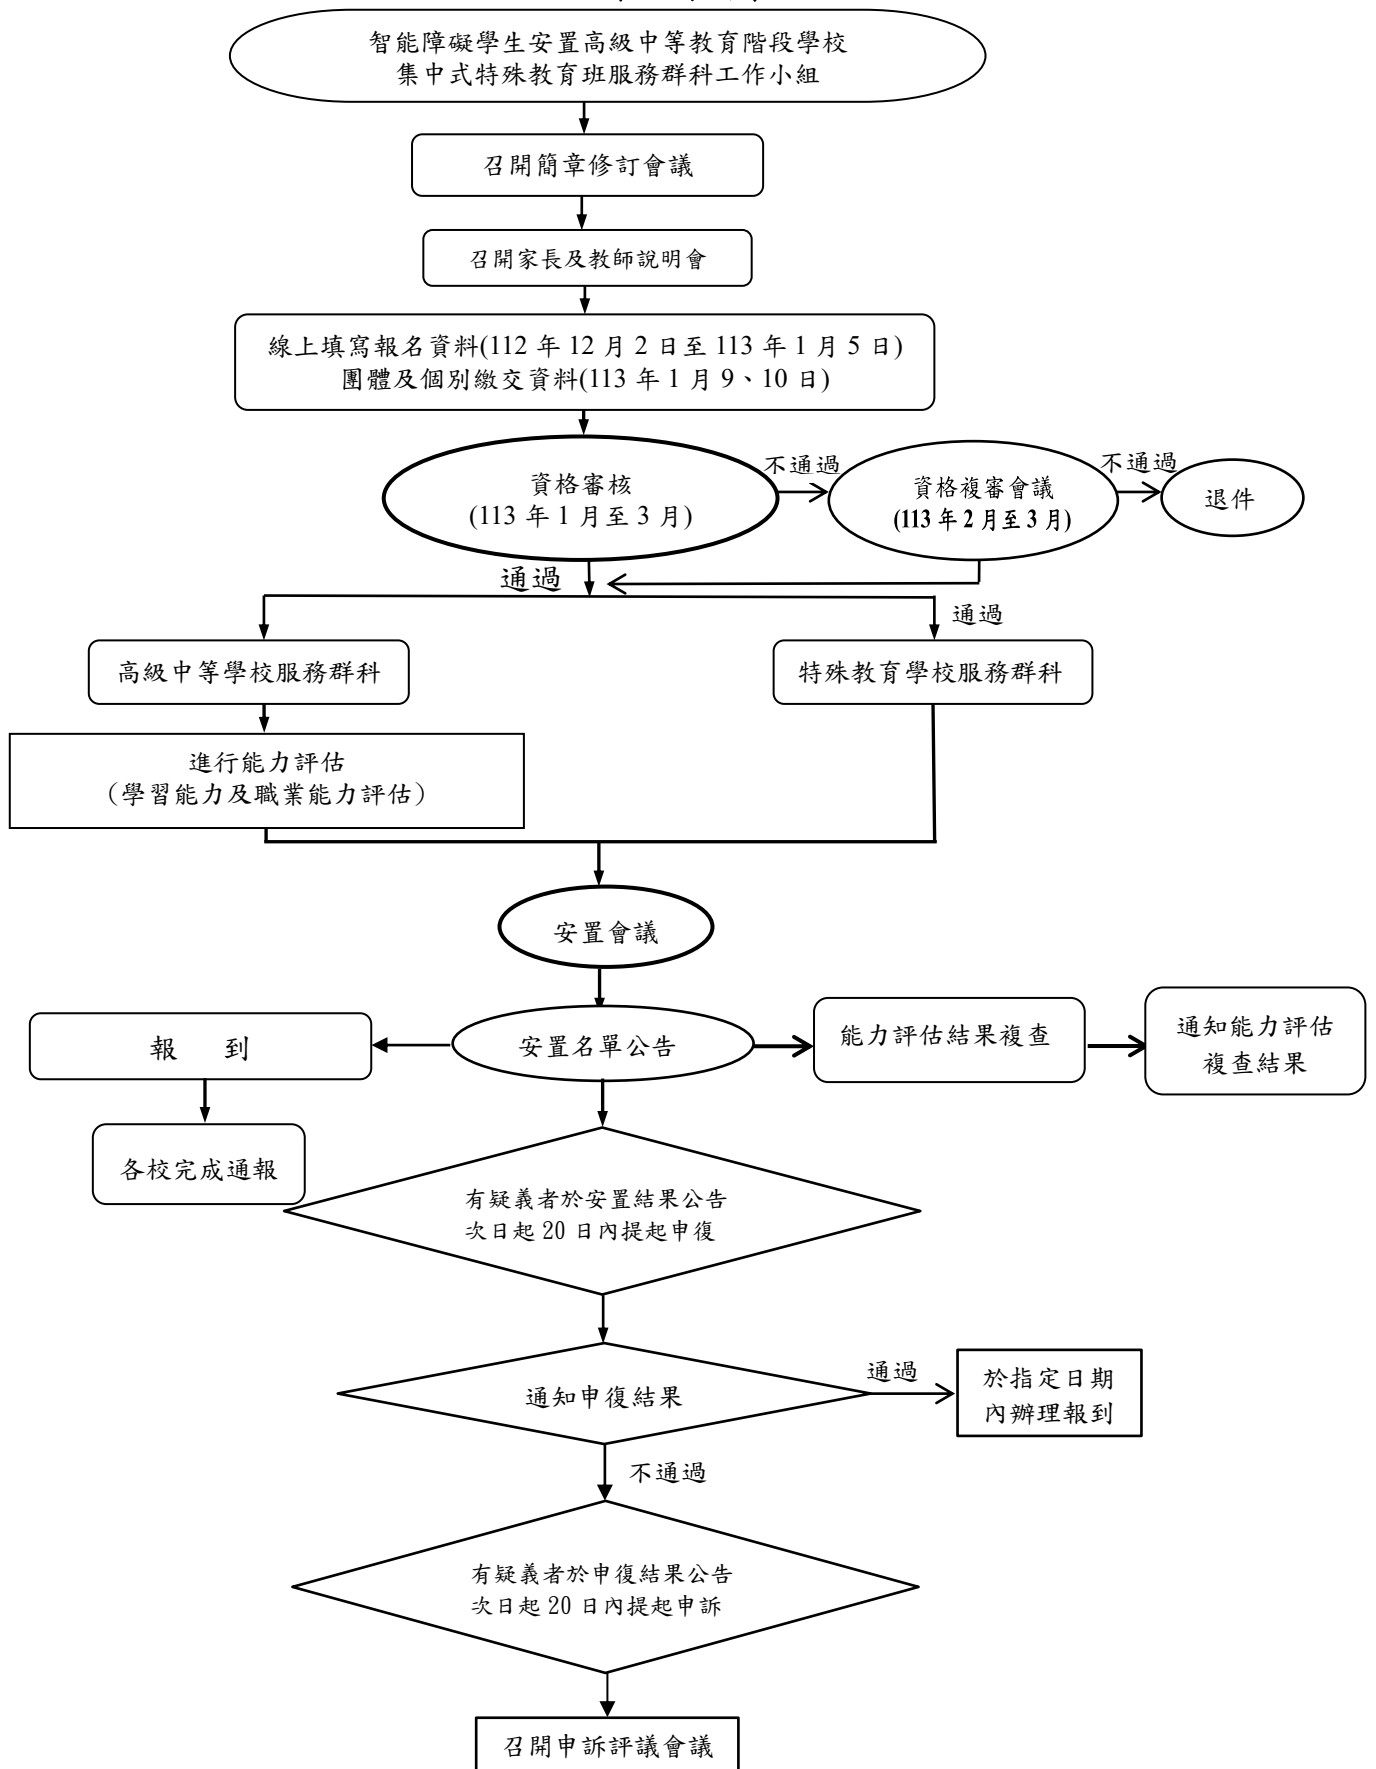 智能障礙學生安置高級中等教育階段學校
集中式特殊教育班服務群科工作小組
召開簡章修訂會議
召開家長及教師說明會
線上填寫報名資料(112 年 12 月 2 日至 113 年 1 月 5 日)
團體及個別繳交資料(113 年 1 月 9、10 日)
資格審核
(113 年 1 月至 3 月)
不通過
資格複審會議
(113 年 2 月至 3 月)
不通過
退件
通過
通過
高級中等學校服務群科
特殊教育學校服務群科
進行能力評估
（學習能力及職業能力評估）
安置會議
安置名單公告
報 到
能力評估結果複查
通知能力評估
複查結果
各校完成通報
有疑義者於安置結果公告
次日起 20 日內提起申復
通知申復結果
通過
於指定日期
內辦理報到
不通過
有疑義者於申復結果公告
次日起 20 日內提起申訴
召開申訴評議會議